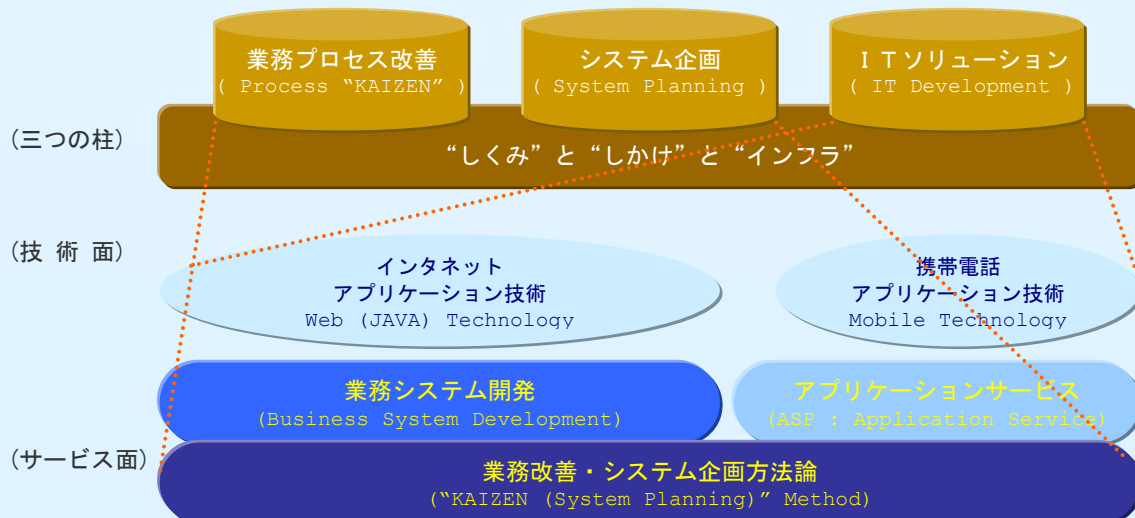 業務プロセス改善
( Process “KAIZEN” )
システム企画
( System Planning )
ＩＴソリューション
( IT Development )
(三つの柱)
“しくみ” と “しかけ” と “インフラ”
(技 術 面)
インタネット
アプリケーション技術
Web (JAVA) Technology
携帯電話
アプリケーション技術
Mobile Technology
業務システム開発
(Business System Development)
アプリケーションサービス
(ASP : Application Service)
(サービス面)
業務改善・システム企画方法論
(“KAIZEN (System Planning)” Method)